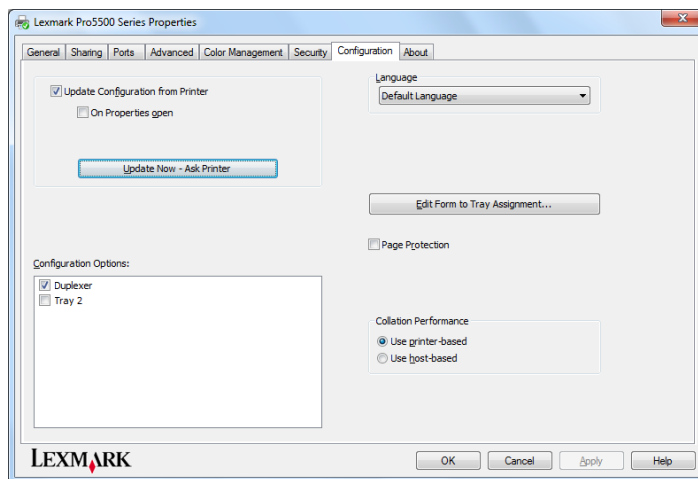 Lexmark Pro5500 Series Properties
General Sharing Ports Advanced Color Management Security Configuration About
Update Configuration from Printer
On Properties open
Update Now - Ask Printer
Language
Default Language
Edit Form to Tray Assignment...
Page Protection
Configuration Options:
Duplexer
Tray 2
Collation Performance
Use printer-based
Use host-based
LEXMARK
OK Cancel Apply Help